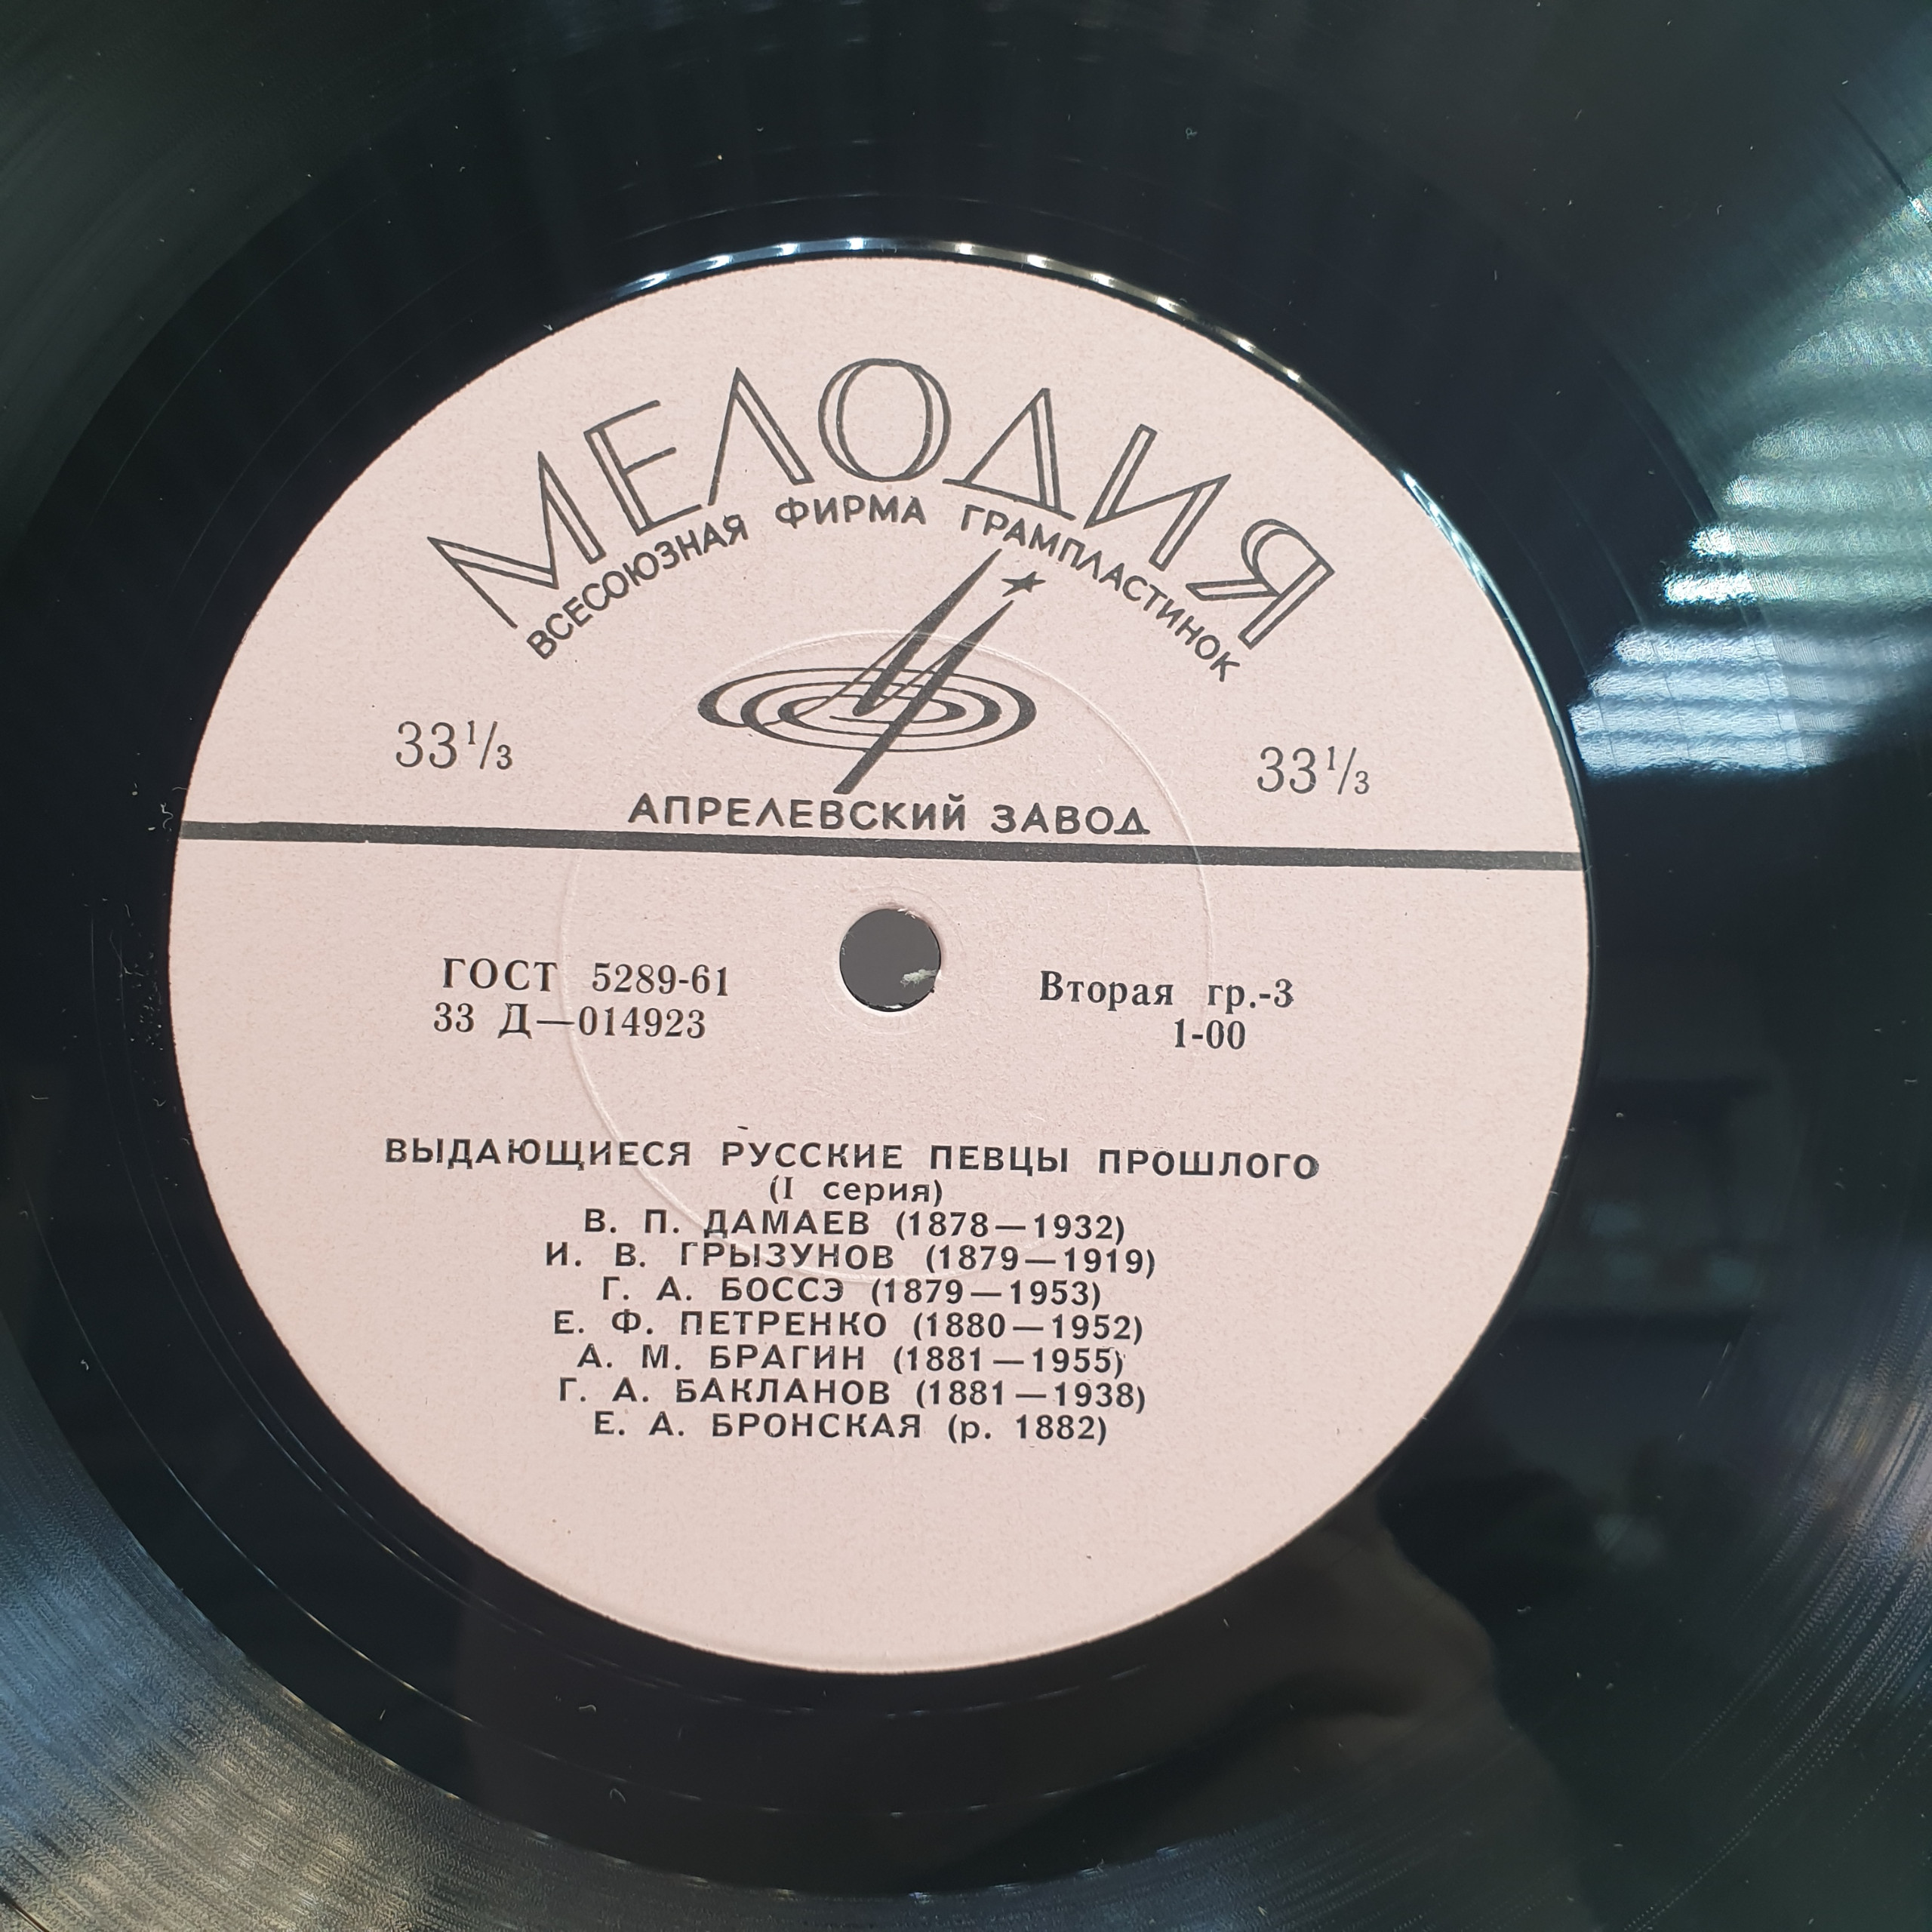 МЕЛОДИЯ
ВСЕСОЮЗНАЯ ФИРМА ГРАМПЛАСТИНОК
33⅓ 33⅓
АПРЕЛЕВСКИЙ ЗАВОД
ГОСТ 5289-61 Вторая гр.-3
33 Д—014923 1-00
ВЫДАЮЩИЕСЯ РУССКИЕ ПЕВЦЫ ПРОШЛОГО
(I серия)
В. П. ДАМАЕВ (1878—1932)
И. В. ГРЫЗУНОВ (1879—1919)
Г. А. БОССЭ (1879—1953)
Е. Ф. ПЕТРЕНКО (1880—1952)
А. М. БРАГИН (1881—1955)
Г. А. БАКЛАНОВ (1881—1938)
Е. А. БРОНСКАЯ (р. 1882)